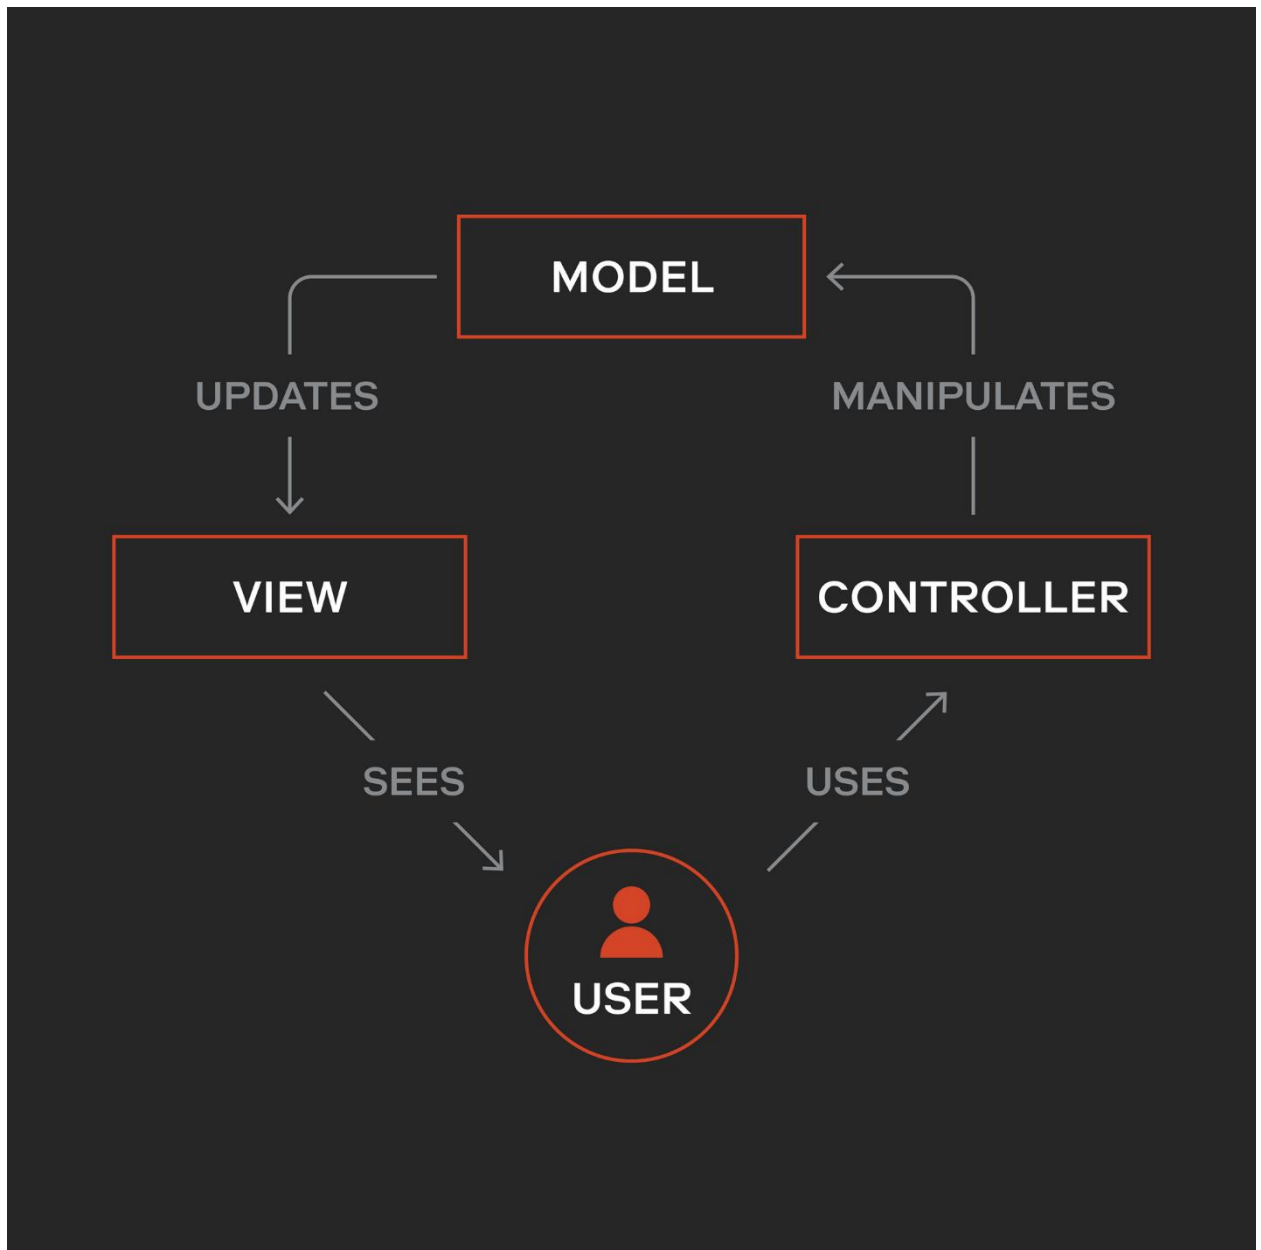 MODEL
UPDATES
MANIPULATES
VIEW
CONTROLLER
SEES
USES
USER